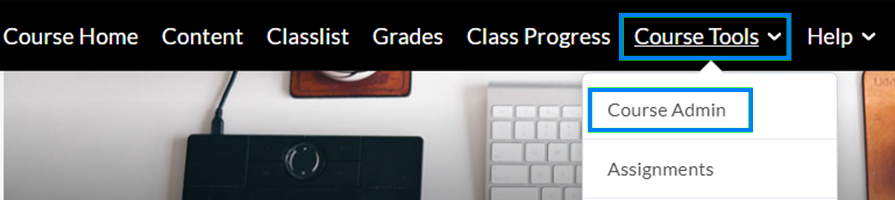 Course Home Content Classlist Grades Class Progress Course Tools Help
Course Admin
Assignments